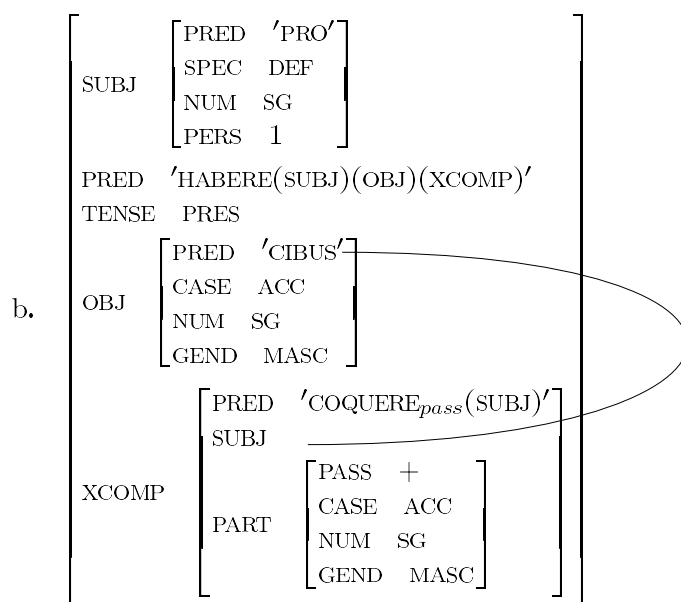 PRED 'PRO'
SPEC DEF
SUBJ
NUM SG
PERS 1
PRED 'HABERE(SUBJ)(OBJ)(XCOMP)'
TENSE PRES
PRED 'CIBUS'
CASE ACC
b. OBJ
NUM SG
GEND MASC
PRED 'COQUEREpass(SUBJ)'
SUBJ
PASS +
XCOMP
CASE ACC
PART
NUM SG
GEND MASC